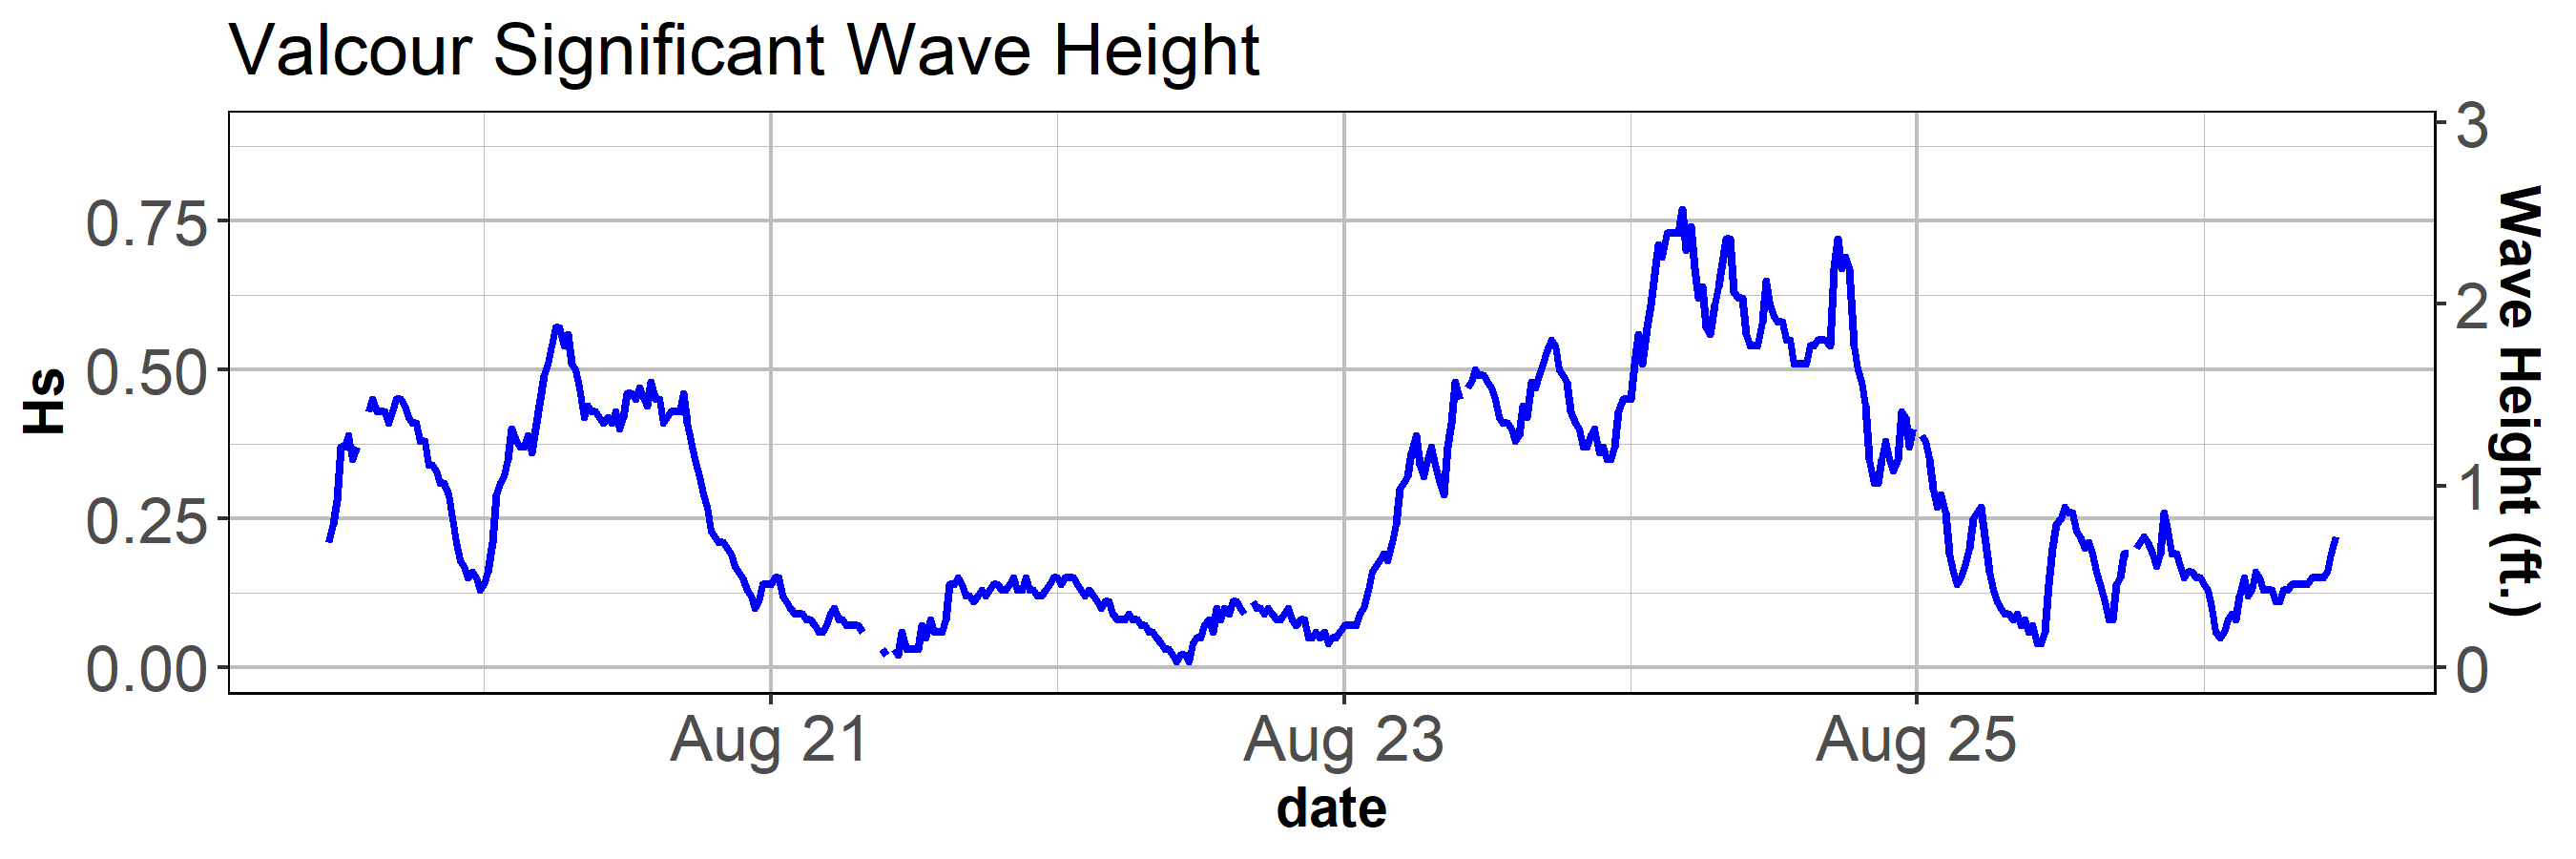 Valcour Significant Wave Height
Hs
0.75
0.50
0.25
0.00
3
2
1
0
Wave Height (ft.)
Aug 21
Aug 23
Aug 25
date